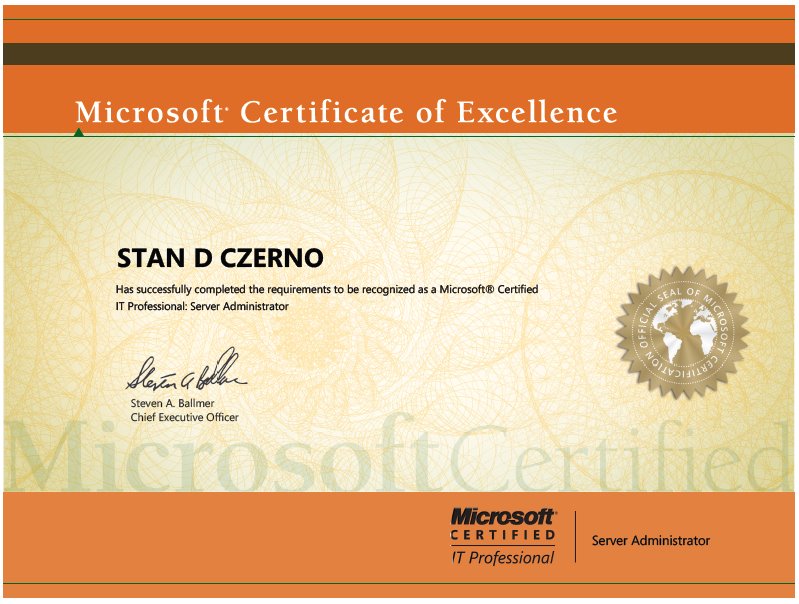 Microsoft® Certificate of Excellence
STAN D CZERNO
Has successfully completed the requirements to be recognized as a Microsoft® Certified
IT Professional: Server Administrator
OFFICIAL SEAL OF MICROSOFT CERTIFICATION
Steven A Ballmer
Steven A. Ballmer
Chief Executive Officer
Microsoft Certified
Microsoft®
CERTIFIED
IT Professional
Server Administrator